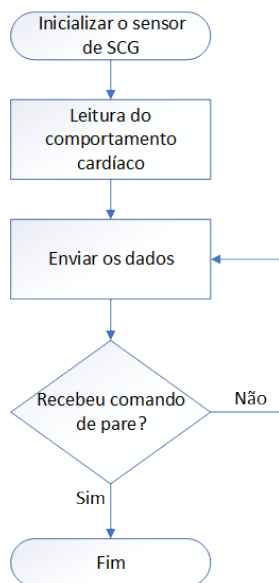 Inicializar o sensor
de SCG
Leitura do
comportamento
cardíaco
Enviar os dados
Recebeu comando
de pare?
Não
Sim
Fim